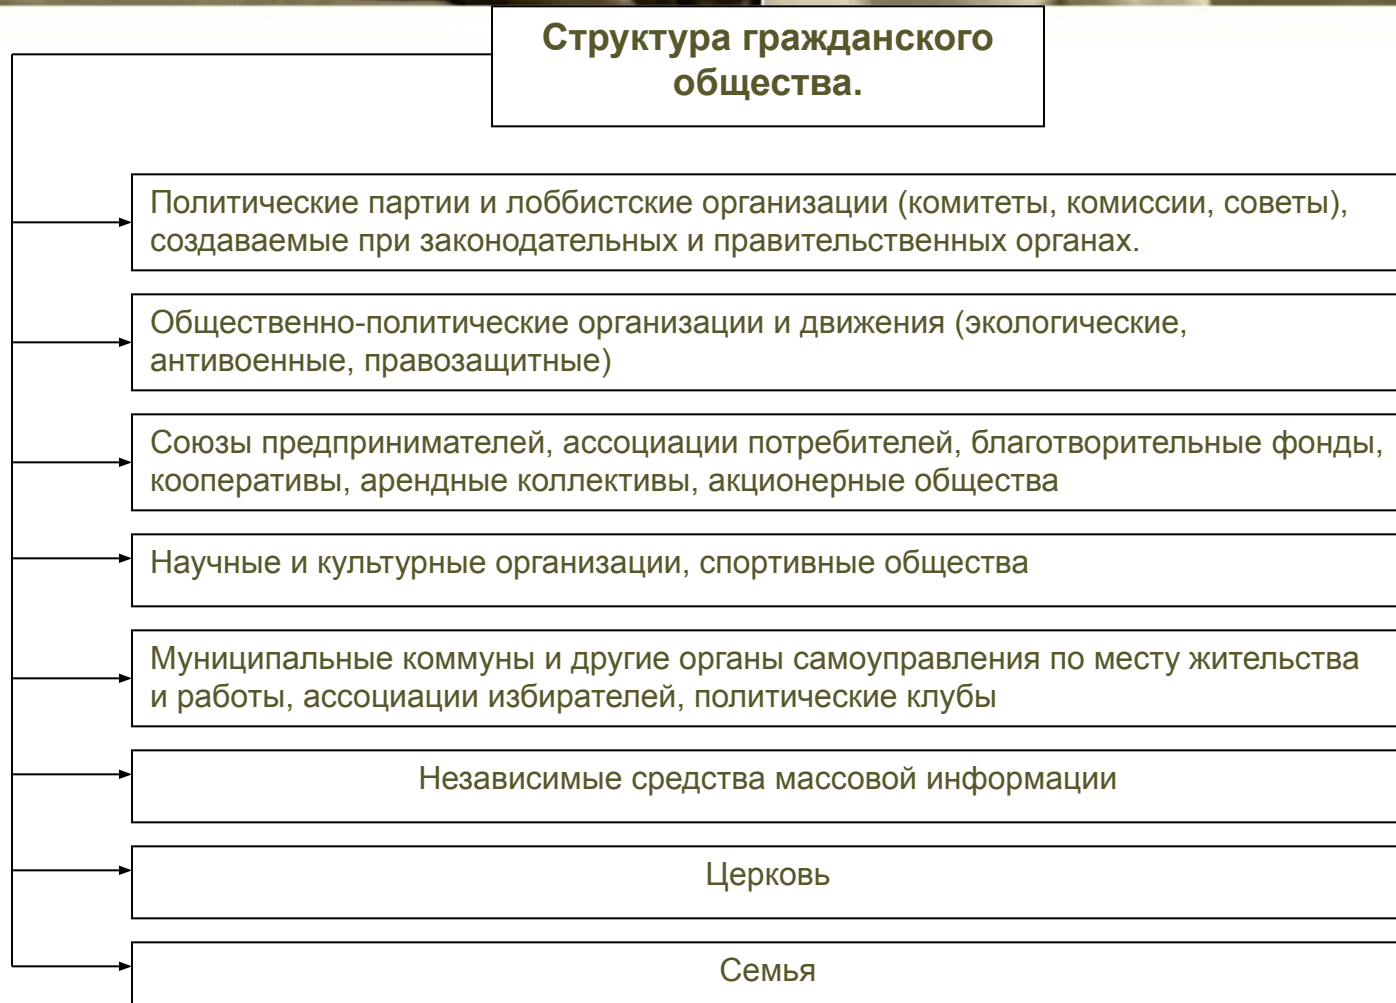 Структура гражданского
общества.
Политические партии и лоббистские организации (комитеты, комиссии, советы),
создаваемые при законодательных и правительственных органах.
Общественно-политические организации и движения (экологические,
антивоенные, правозащитные)
Союзы предпринимателей, ассоциации потребителей, благотворительные фонды,
кооперативы, арендные коллективы, акционерные общества
Научные и культурные организации, спортивные общества
Муниципальные коммуны и другие органы самоуправления по месту жительства
и работы, ассоциации избирателей, политические клубы
Независимые средства массовой информации
Церковь
Семья